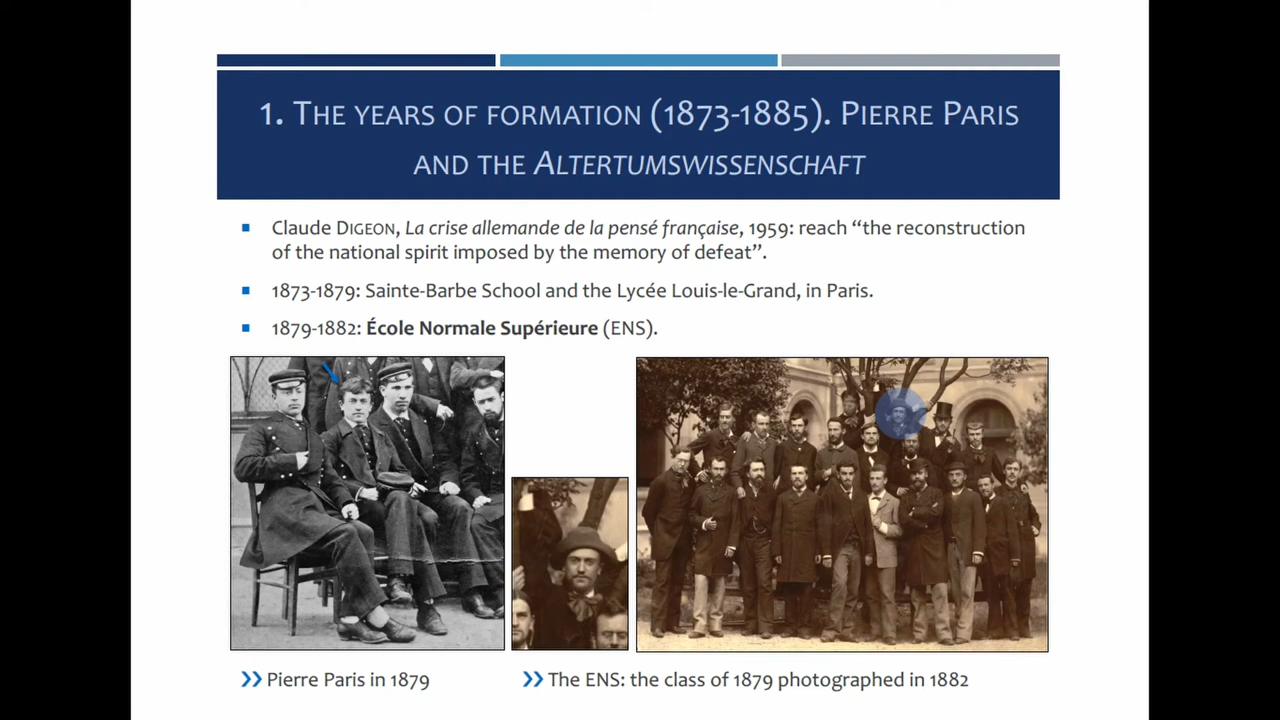 1. The years of formation (1873-1885). Pierre Paris
and the Altertumswissenschaft
Claude Digeon, La crise allemande de la pensé française, 1959: reach “the reconstruction
of the national spirit imposed by the memory of defeat”.
1873-1879: Sainte-Barbe School and the Lycée Louis-le-Grand, in Paris.
1879-1882: École Normale Supérieure (ENS).
Pierre Paris in 1879
The ENS: the class of 1879 photographed in 1882